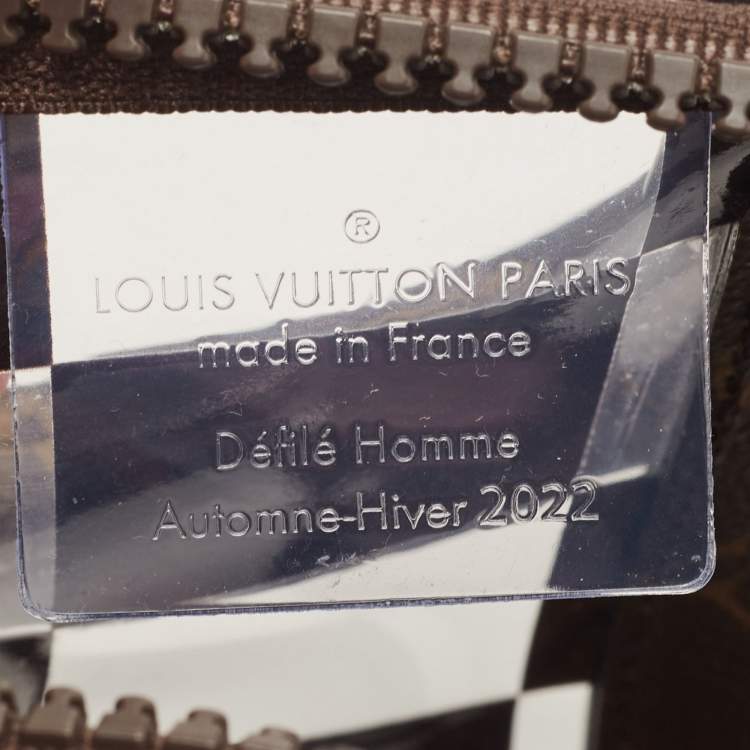 ®
LOUIS VUITTON PARIS
made in France
Défilé Homme
Automne-Hiver 2022